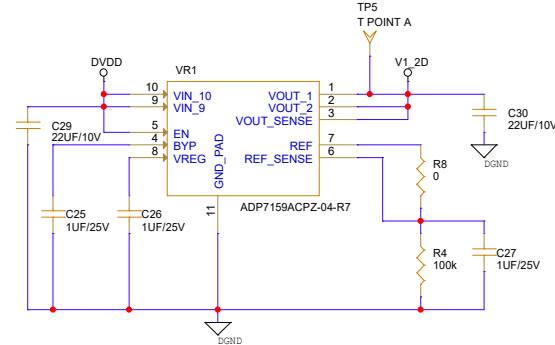 TP5
T POINT A
DVDD
V1_2D
VR1
10
VIN_10
VOUT_1
1
9
VIN_9
VOUT_2
2
VOUT_SENSE
3
5
EN
4
BYP
REF
7
8
VREG
REF_SENSE
6
GND_PAD
11
ADP7159ACPZ-04-R7
C29
22UF/10V
C30
22UF/10V
DGND
R8
0
C25
1UF/25V
C26
1UF/25V
R4
100k
C27
1UF/25V
DGND